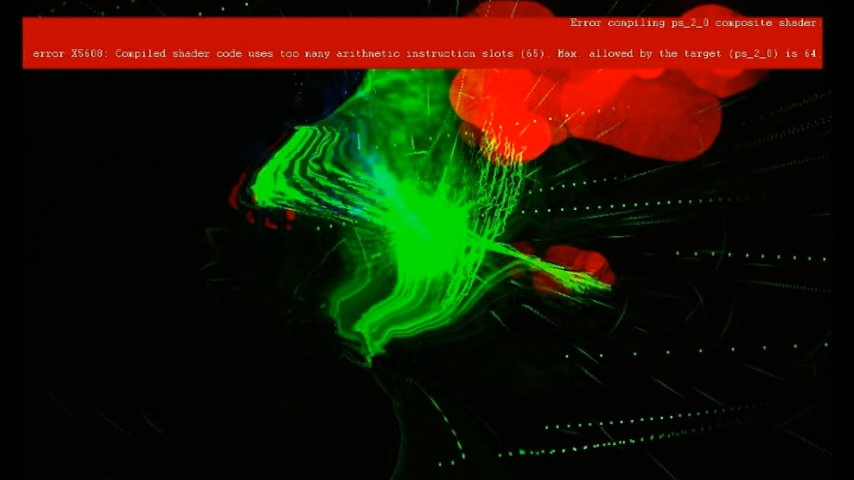 Error compiling ps_2_0 composite shader
error X5608: Compiled shader code uses too many arithmetic instruction slots (65). Max. allowed by the target (ps_2_0) is 64